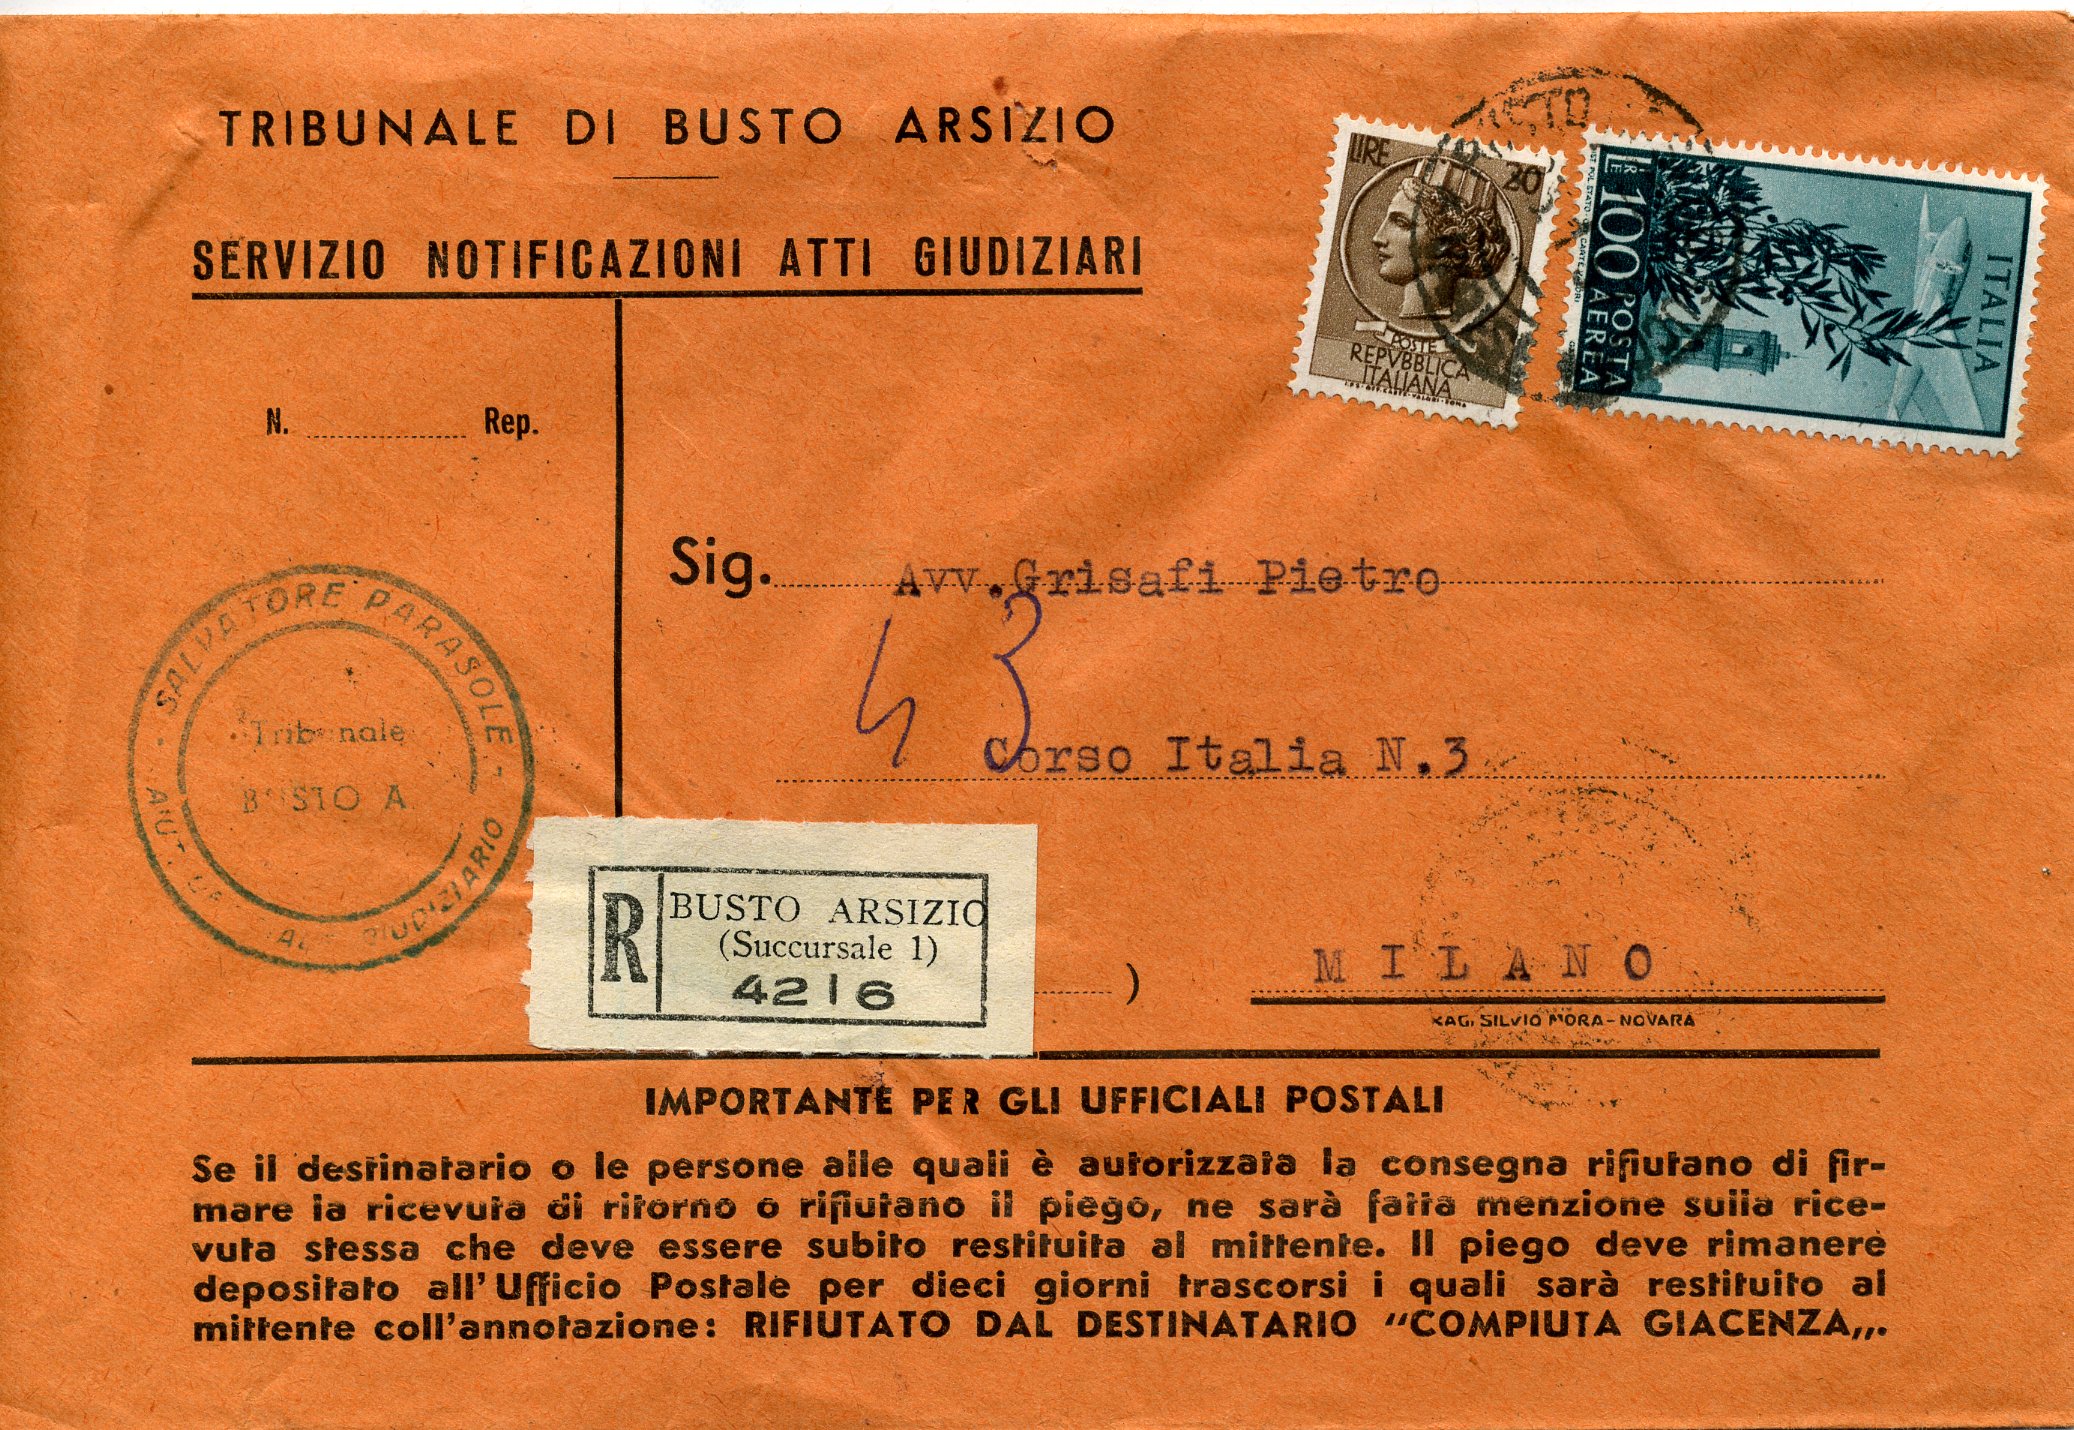 TRIBUNALE DI BUSTO ARSIZIO
SERVIZIO NOTIFICAZIONI ATTI GIUDIZIARI
LIRE 20
POSTE
REPVBBLICA
ITALIANA
LIRE 100 POSTA
AEREA
ITALIA
BUSTO
N. Rep.
Sig. Avv.Grisafi Pietro
43
Corso Italia N.3
SALVATORE PARASOLE
Tribunale
BUSTO A
GIUDIZIARIO
R BUSTO ARSIZIO
(Succursale 1)
4216
)
MILANO
RAG. SILVIO MORA - NOVARA
IMPORTANTE PER GLI UFFICIALI POSTALI
Se il destinatario o le persone alle quali è autorizzata la consegna rifiutano di fir-
mare la ricevuta di ritorno o rifiutano il piego, ne sarà fatta menzione sulla rice-
vuta stessa che deve essere subito restituita al mittente. Il piego deve rimanere
depositato all'Ufficio Postale per dieci giorni trascorsi i quali sarà restituito al
mittente coll'annotazione: RIFIUTATO DAL DESTINATARIO "COMPIUTA GIACENZA„.